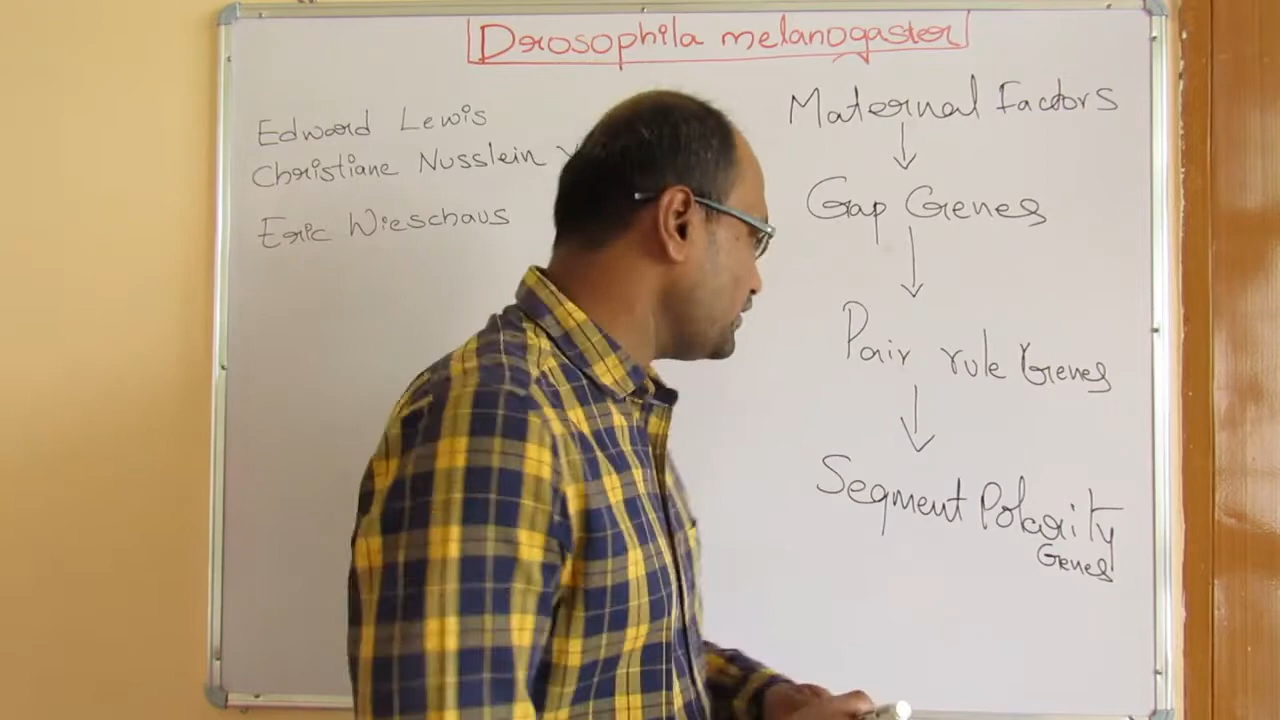 Drosophila melanogaster
Edward Lewis
Christiane Nusslein
Eric Wieschaus
Maternal Factors
Gap Genes
Pair rule Genes
Segment Polarity
Genes